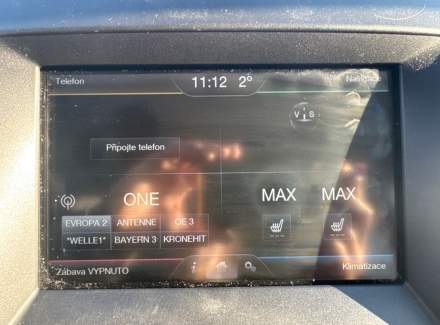 Telefon 11:12 2° Navigace
V S
Připojte telefon
ONE MAX MAX
EVROPA 2 ANTENNE OE 3
"WELLE1" BAYERN 3 KRONEHIT
Zábava VYPNUTO Klimatizace